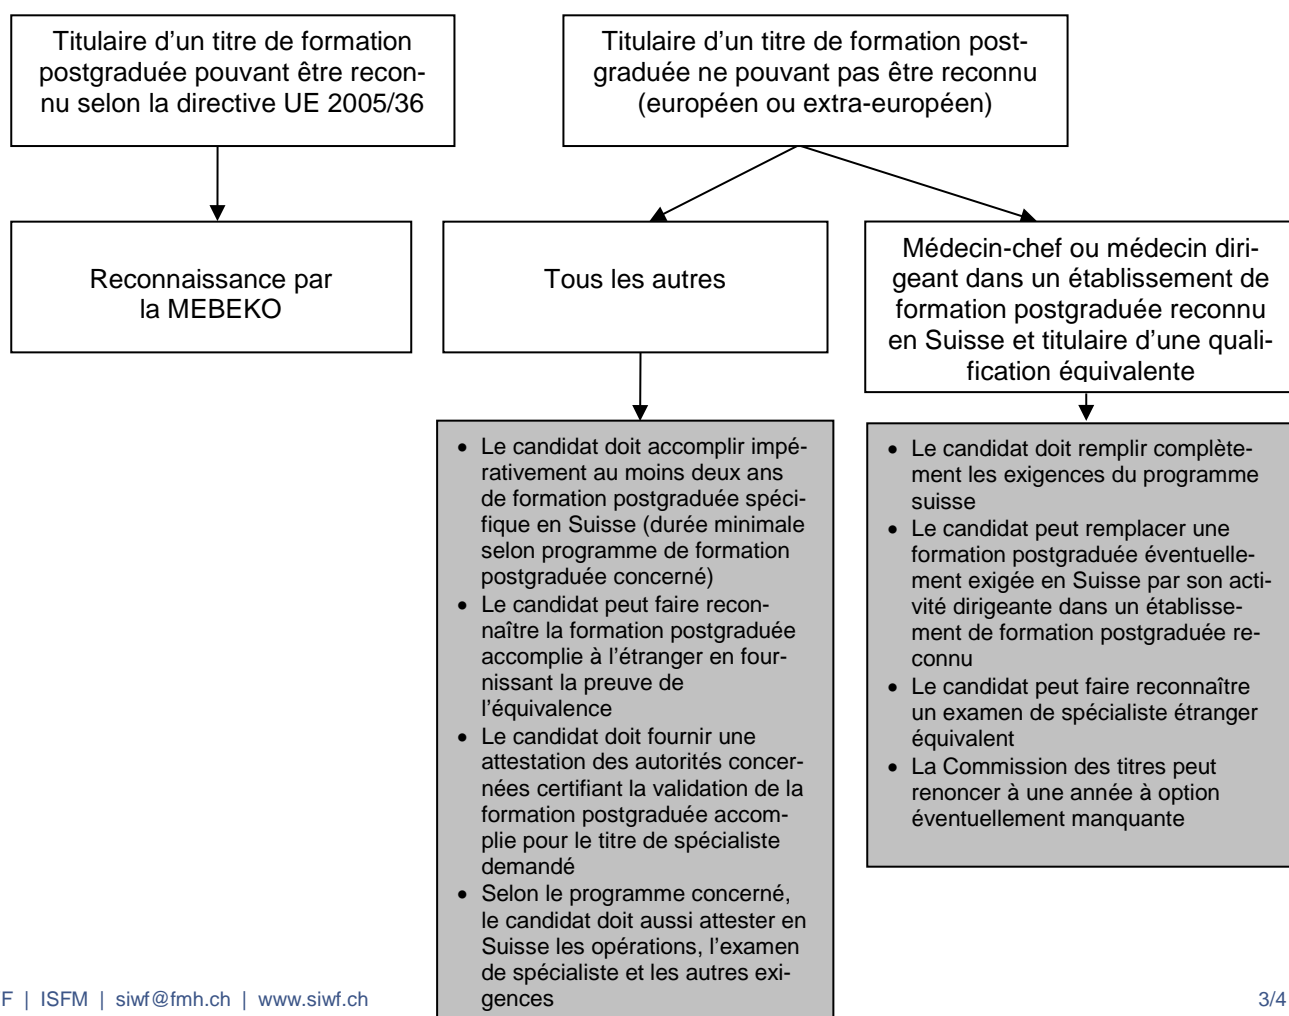 Titulaire d'un titre de formation
postgraduée pouvant être recon-
nu selon la directive UE 2005/36
Titulaire d'un titre de formation post-
graduée ne pouvant pas être reconnu
(européen ou extra-européen)
Reconnaissance par
la MEBEKO
Tous les autres
Médecin-chef ou médecin diri-
geant dans un établissement de
formation postgraduée reconnu
en Suisse et titulaire d'une quali-
fication équivalente
• Le candidat doit accomplir impé-
rativement au moins deux ans
de formation postgraduée spéci-
fique en Suisse (durée minimale
selon programme de formation
postgraduée concerné)
• Le candidat peut faire recon-
naître la formation postgraduée
accomplie à l'étranger en four-
nissant la preuve de
l'équivalence
• Le candidat doit fournir une
attestation des autorités concer-
nées certifiant la validation de la
formation postgraduée accom-
plie pour le titre de spécialiste
demandé
• Selon le programme concerné,
le candidat doit aussi attester en
Suisse les opérations, l'examen
de spécialiste et les autres exi-
gences
• Le candidat doit remplir complète-
ment les exigences du programme
suisse
• Le candidat peut remplacer une
formation postgraduée éventuelle-
ment exigée en Suisse par son acti-
vité dirigeante dans un établisse-
ment de formation postgraduée re-
connu
• Le candidat peut faire reconnaître
un examen de spécialiste étranger
équivalent
• La Commission des titres peut
renoncer à une année à option
éventuellement manquante
F | ISFM | siwf@fmh.ch | www.siwf.ch
3/4